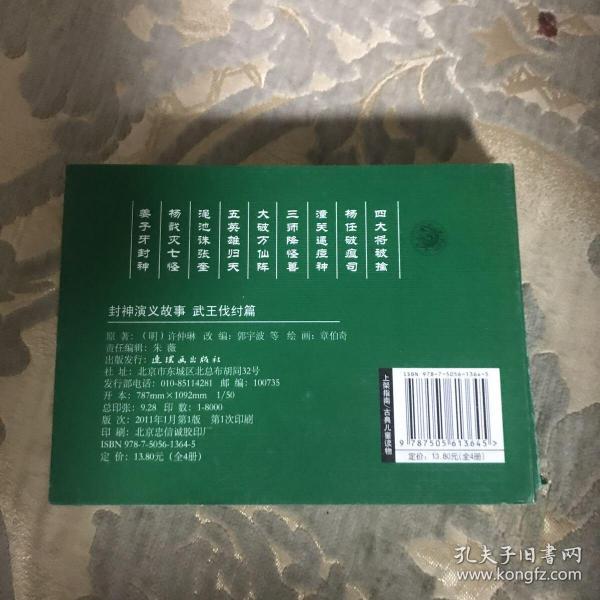 四大将被擒
杨任破瘟司
潼关遇痘神
三师降怪兽
大破万仙阵
五英雄归天
渑池诛张奎
杨戬灭七怪
姜子牙封神
封神演义故事 武王伐纣篇
原 著：（明）许仲琳 改 编：郭宇波 等 绘 画：章伯奇
责任编辑：朱 薇
出版发行：连环画出版社
社 址：北京市东城区北总布胡同32号
发行部电话：010-85114281 邮 编：100735
开 本：787mm×1092mm 1/50
总印张：9.28 印 数：1-8000
版 次：2011年1月第1版 第1次印刷
印 刷：北京忠信诚胶印厂
ISBN 978-7-5056-1364-5
定 价：13.80元（全4册）
上架指南/古典儿童读物
ISBN 978-7-5056-1364-5
9 787505 613645 >
定价：13.80元(全4册)
孔夫子旧书网
www.kongfz.com